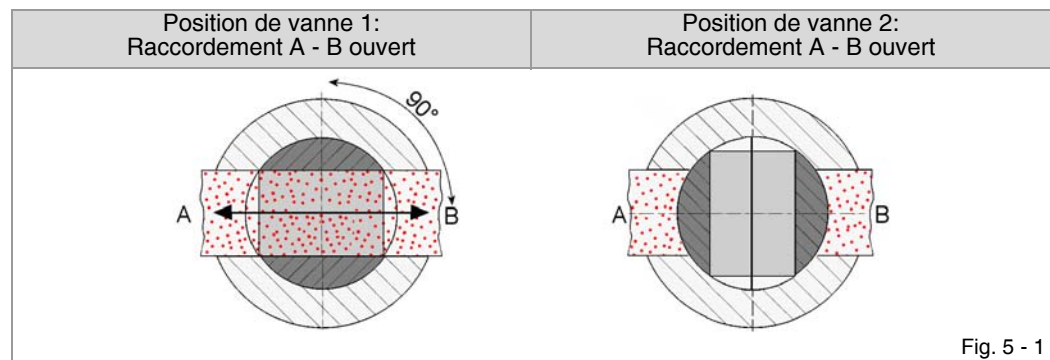 Position de vanne 1:
Raccordement A - B ouvert
Position de vanne 2:
Raccordement A - B ouvert
90°
A
B
A
B
Fig. 5 - 1